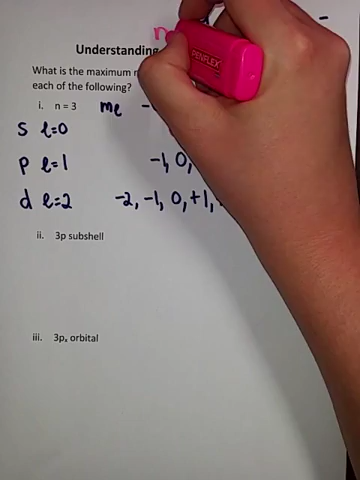 n
Understanding
What is the maximum
each of the following?
i. n = 3 me -
s l=0
p l=1 -1, 0,
d l=2 -2, -1, 0, +1,
ii. 3p subshell
iii. 3pₓ orbital
PENFLEX